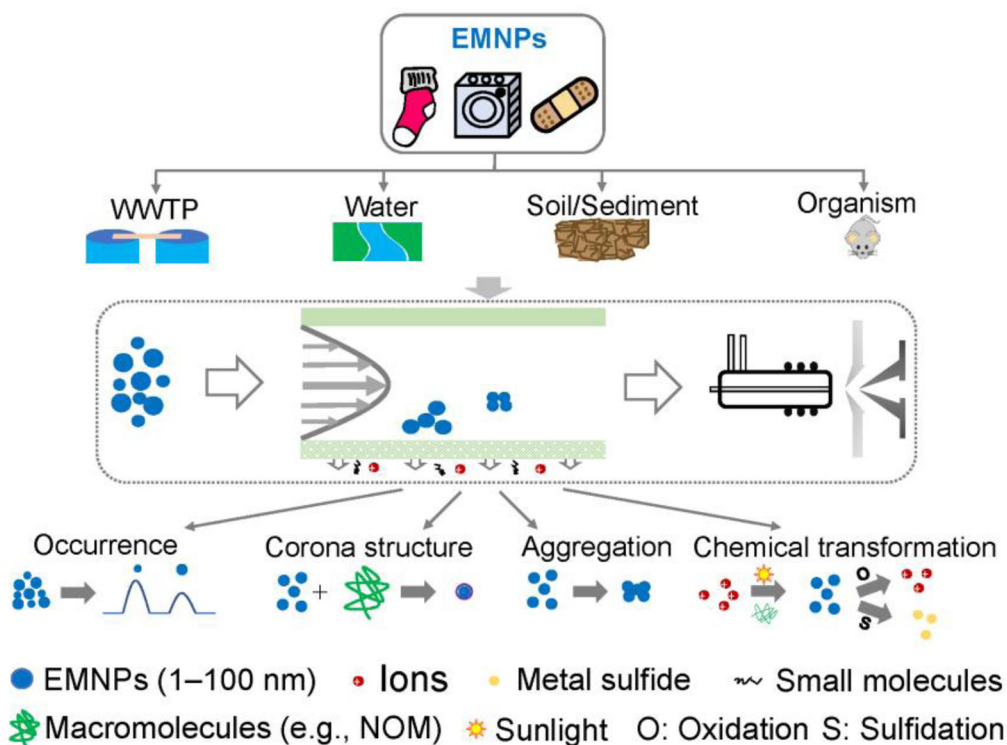 EMNPs
WWTP Water Soil/Sediment Organism
Occurrence Corona structure Aggregation Chemical transformation
+ O
S
EMNPs (1–100 nm) Ions Metal sulfide Small molecules
Macromolecules (e.g., NOM) Sunlight O: Oxidation S: Sulfidation